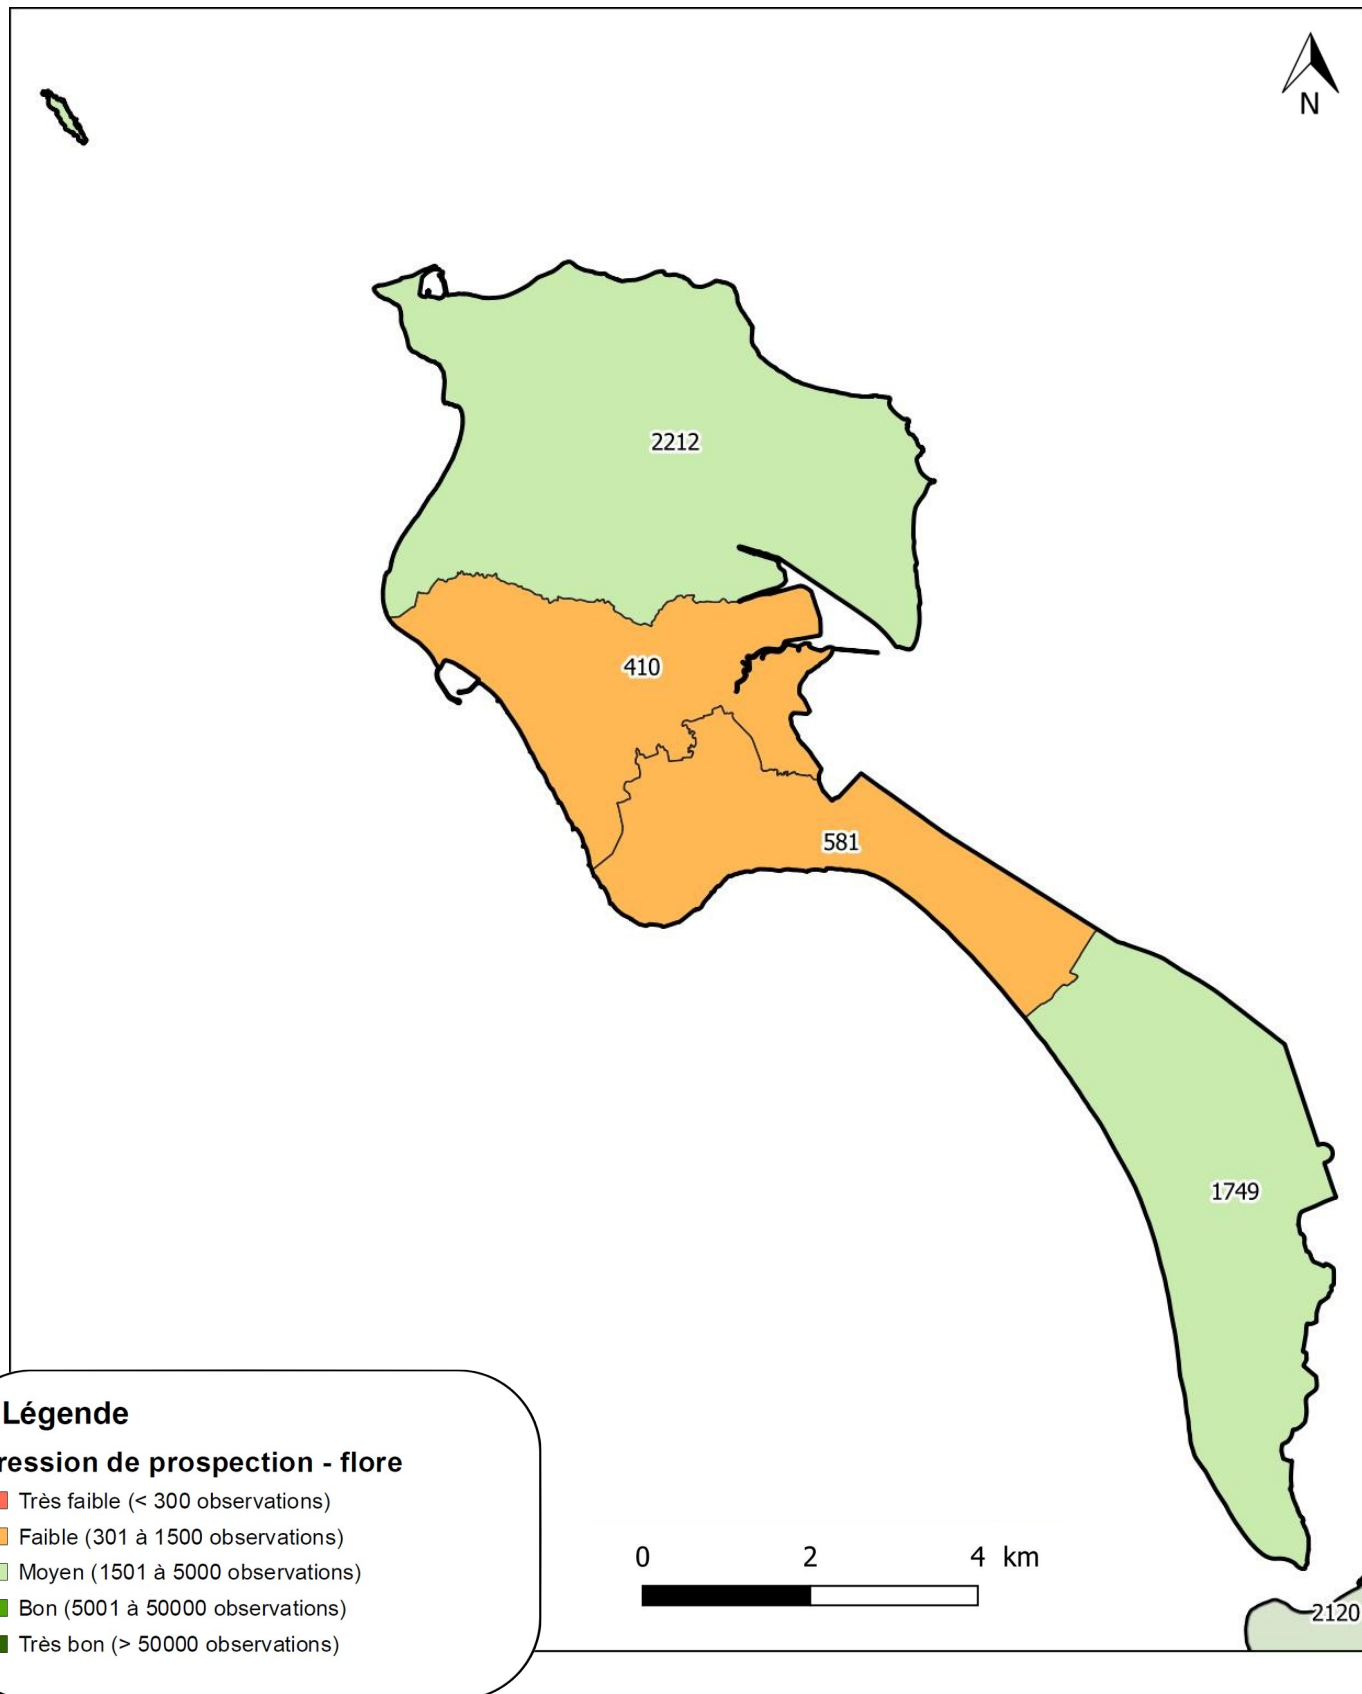 N
2212
410
581
1749
Légende
ression de prospection - flore
Très faible (< 300 observations)
Faible (301 à 1500 observations)
Moyen (1501 à 5000 observations)
Bon (5001 à 50000 observations)
Très bon (> 50000 observations)
0 2 4 km
2120